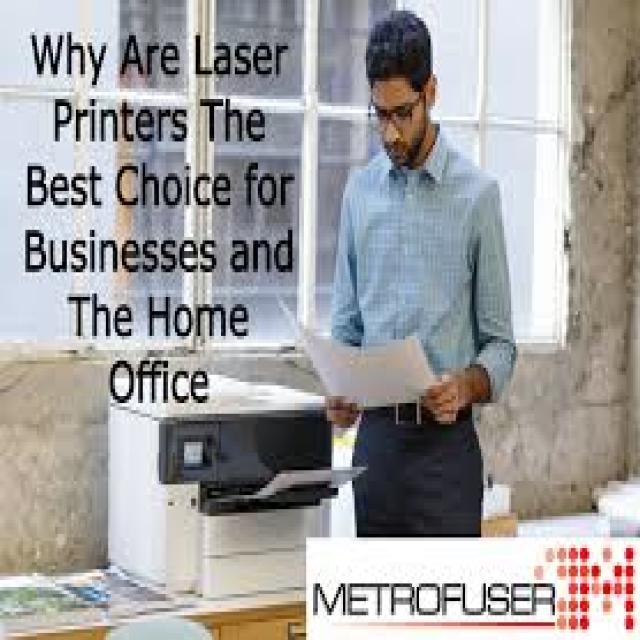 Why Are Laser
Printers The
Best Choice for
Businesses and
The Home
Office
METROFUSER